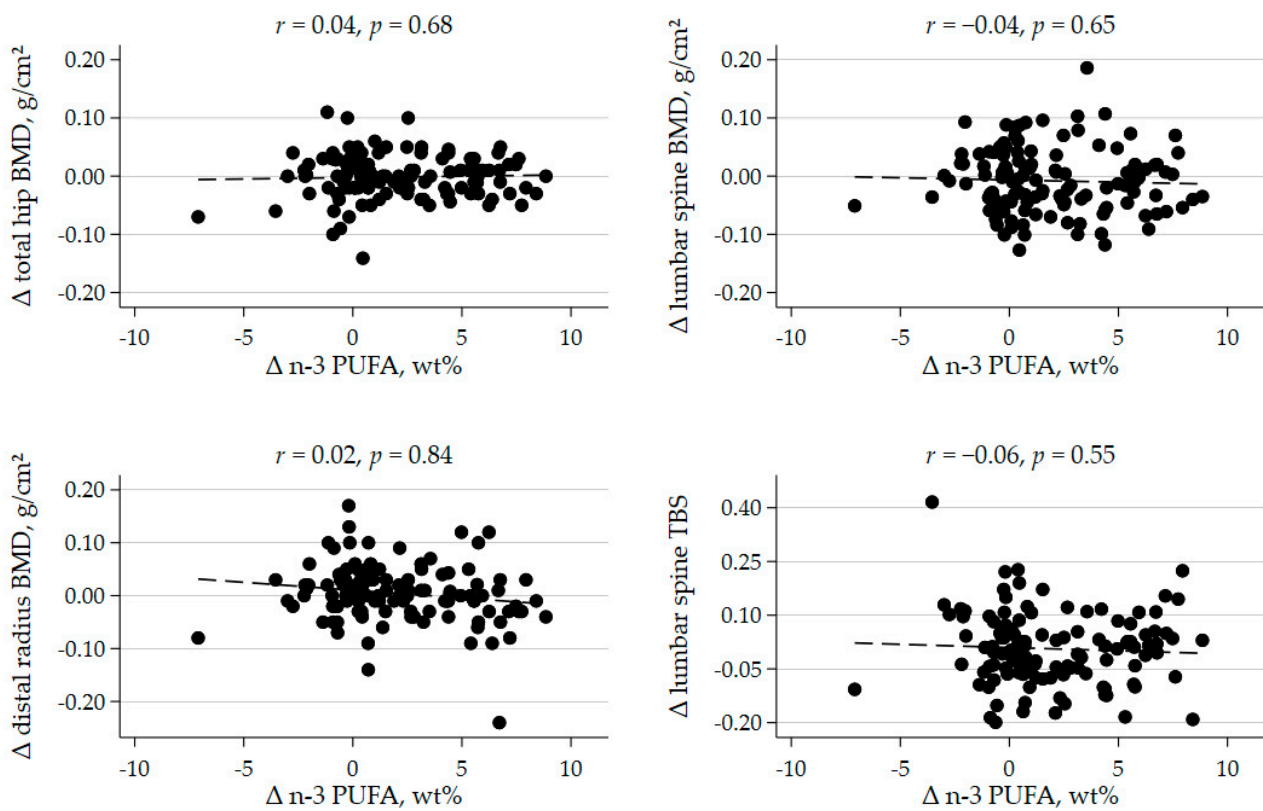 r = 0.04, p = 0.68
Δ total hip BMD, g/cm²
0.20
0.10
0.00
-0.10
-0.20
-10 -5 0 5 10
Δ n-3 PUFA, wt%
r = −0.04, p = 0.65
Δ lumbar spine BMD, g/cm²
0.20
0.10
0.00
-0.10
-0.20
-10 -5 0 5 10
Δ n-3 PUFA, wt%
r = 0.02, p = 0.84
Δ distal radius BMD, g/cm²
0.20
0.10
0.00
-0.10
-0.20
-10 -5 0 5 10
Δ n-3 PUFA, wt%
r = −0.06, p = 0.55
Δ lumbar spine TBS
0.40
0.25
0.10
-0.05
-0.20
-10 -5 0 5 10
Δ n-3 PUFA, wt%